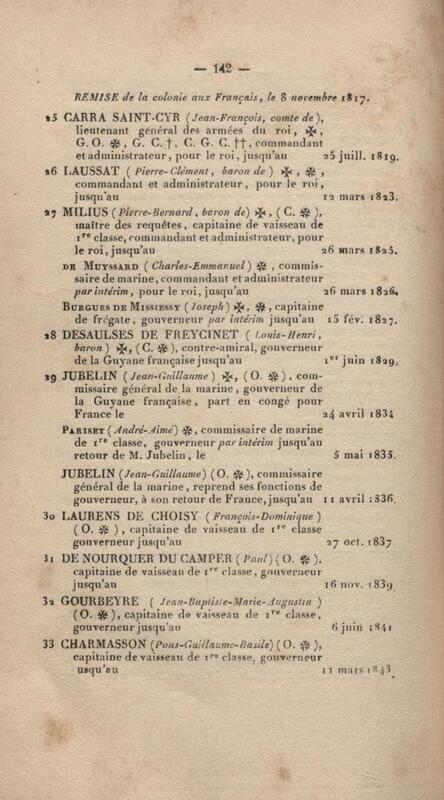 — 142 —
REMISE de la colonie aux Français, le 8 novembre 1817.
25 CARRA SAINT-CYR (Jean-François, comte de),
lieutenant général des armées du roi, ✠,
G. O. ✼, G. C. †, C. G. C. ††, commandant
et administrateur, pour le roi, jusqu'au 25 juill. 1819.
26 LAUSSAT (Pierre-Clément, baron de) ✠, ✼,
commandant et administrateur, pour le roi,
jusqu'au 12 mars 1823.
27 MILIUS (Pierre-Bernard, baron de) ✠, (C. ✼),
maître des requêtes, capitaine de vaisseau de
1re classe, commandant et administrateur, pour
le roi, jusqu'au 26 mars 1825.
DE MUYSSARD (Charles-Emmanuel) ✼, commis-
saire de marine, commandant et administrateur
par intérim, pour le roi, jusqu'au 26 mars 1826.
BURGUES DE MISSIESSY (Joseph) ✠, ✼, capitaine
de frégate, gouverneur par intérim jusqu'au 15 fév. 1827.
28 DESAULSES DE FREYCINET (Louis-Henri,
baron) ✠, (C. ✼), contre-amiral, gouverneur
de la Guyane française jusqu'au 1er juin 1829.
29 JUBELIN (Jean-Guillaume) ✠, (O. ✼), com-
missaire général de la marine, gouverneur de
la Guyane française, part en congé pour
France le 24 avril 1834
PARISET (André-Aimé) ✼, commissaire de marine
de 1re classe, gouverneur par intérim jusqu'au
retour de M. Jubelin, le 5 mai 1835.
JUBELIN (Jean-Guillaume) (O. ✼), commissaire
général de la marine, reprend ses fonctions de
gouverneur, à son retour de France, jusqu'au 11 avril :836.
30 LAURENS DE CHOISY (François-Dominique)
(O. ✼), capitaine de vaisseau de 1re classe
gouverneur jusqu'au 27 oct. 1837
31 DE NOURQUER DU CAMPER (Paul) (O. ✼),
capitaine de vaisseau de 1re classe, gouverneur
jusqu'au 16 nov. 1839
32 GOURBEYRE (Jean-Baptiste-Marie-Augustin)
(O. ✼), capitaine de vaisseau de 1re classe,
gouverneur jusqu'au 6 juin 1841
33 CHARMASSON (Pons-Guillaume-Basile) (O. ✼),
capitaine de vaisseau de 1re classe, gouverneur
usqu'au 11 mars 1843.